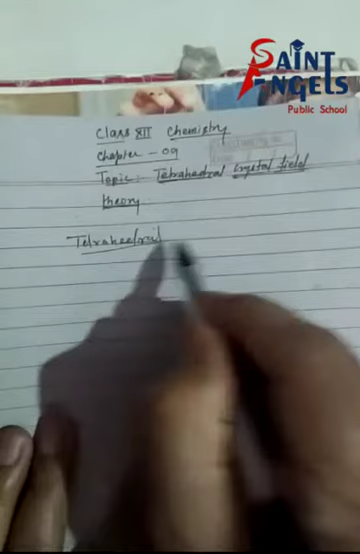 SAINT
ANGELS
Public School
Class XII Chemistry
Chapter - 09
Topic:- Tetrahedral crystal field
theory
Tetrahedral